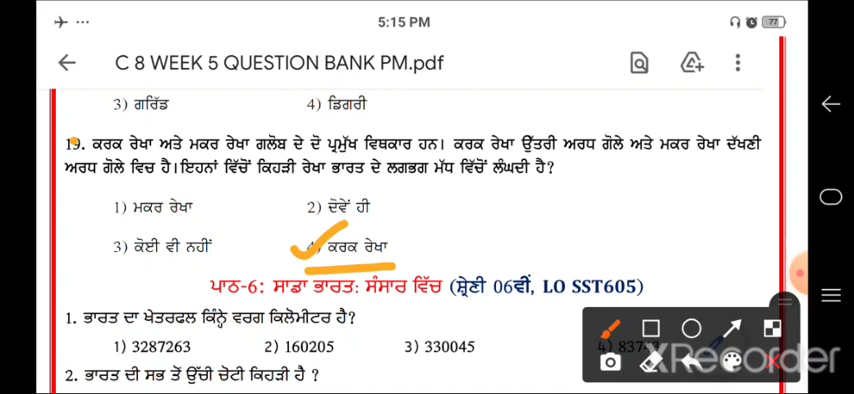 5:15 PM
77
C 8 WEEK 5 QUESTION BANK PM.pdf
3) ਗਰਿੱਡ 4) ਡਿਗਰੀ
19. ਕਰਕ ਰੇਖਾ ਅਤੇ ਮਕਰ ਰੇਖਾ ਗਲੋਬ ਦੇ ਦੋ ਪ੍ਰਮੁੱਖ ਵਿਥਕਾਰ ਹਨ। ਕਰਕ ਰੇਖਾ ਉੱਤਰੀ ਅਰਧ ਗੋਲੇ ਅਤੇ ਮਕਰ ਰੇਖਾ ਦੱਖਣੀ
ਅਰਧ ਗੋਲੇ ਵਿਚ ਹੈ। ਇਹਨਾਂ ਵਿੱਚੋਂ ਕਿਹੜੀ ਰੇਖਾ ਭਾਰਤ ਦੇ ਲਗਭਗ ਮੱਧ ਵਿੱਚੋਂ ਲੰਘਦੀ ਹੈ?
1) ਮਕਰ ਰੇਖਾ 2) ਦੋਵੇਂ ਹੀ
3) ਕੋਈ ਵੀ ਨਹੀਂ 4) ਕਰਕ ਰੇਖਾ
ਪਾਠ-6: ਸਾਡਾ ਭਾਰਤ: ਸੰਸਾਰ ਵਿੱਚ (ਸ਼੍ਰੇਣੀ 06ਵੀਂ, LO SST605)
1. ਭਾਰਤ ਦਾ ਖੇਤਰਫਲ ਕਿੰਨ੍ਹੇ ਵਰਗ ਕਿਲੋਮੀਟਰ ਹੈ?
1) 3287263 2) 160205 3) 330045 4)
XRecorder
2. ਭਾਰਤ ਦੀ ਸਭ ਤੋਂ ਉੱਚੀ ਚੋਟੀ ਕਿਹੜੀ ਹੈ ?